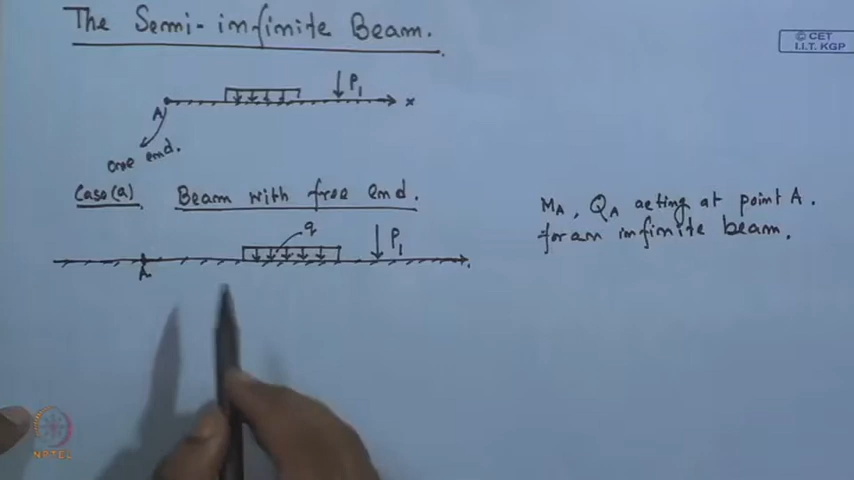 The Semi-infinite Beam.
© CET
I.I.T. KGP
P1
A
x
one end.
Case(a) Beam with free end.
MA, QA acting at point A.
for an infinite beam.
q
P1
A
NPTEL